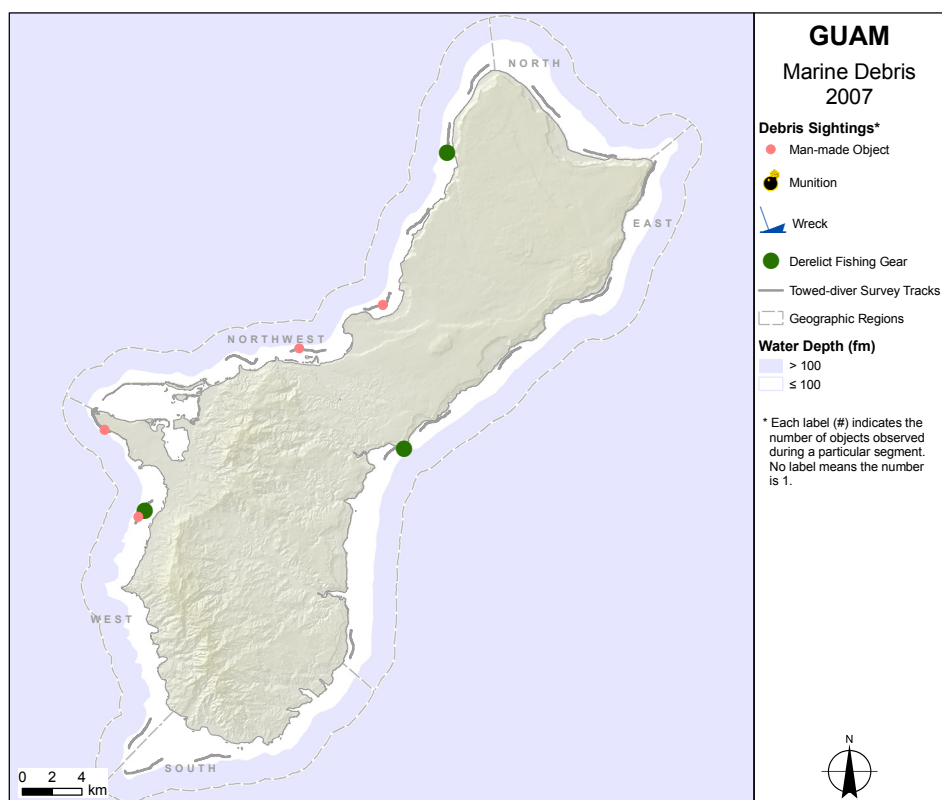 GUAM
Marine Debris
2007
Debris Sightings*
Man-made Object
Munition
Wreck
Derelict Fishing Gear
Towed-diver Survey Tracks
Geographic Regions
Water Depth (fm)
> 100
≤ 100
* Each label (#) indicates the
number of objects observed
during a particular segment.
No label means the number
is 1.
N
NORTH
EAST
NORTHWEST
WEST
SOUTH
0 2 4
km